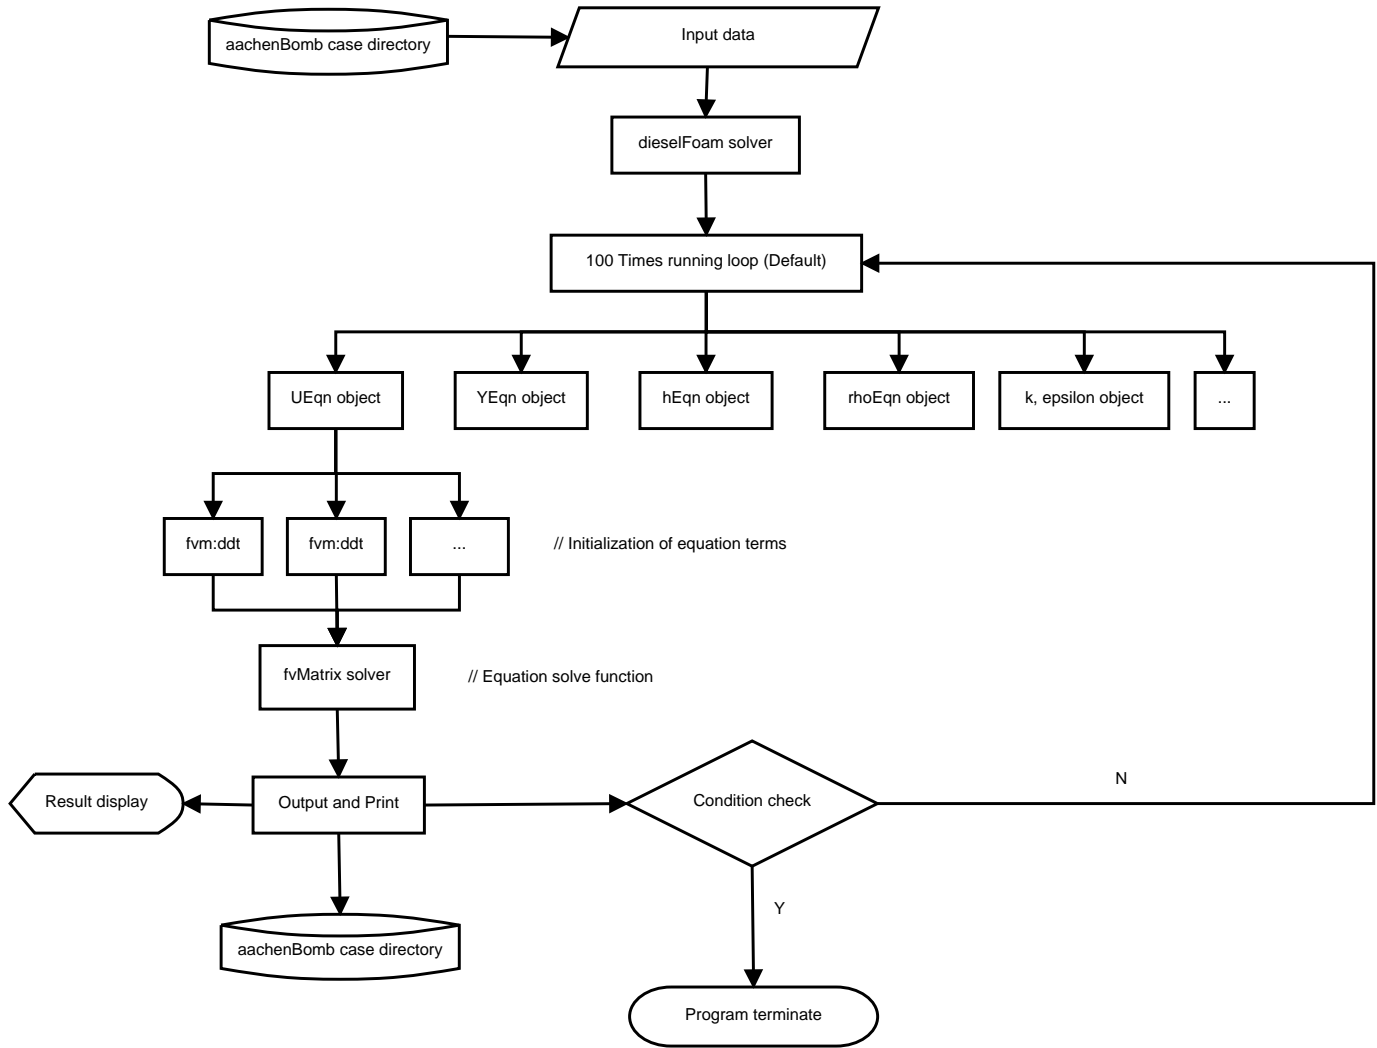 aachenBomb case directory
Input data
dieselFoam solver
100 Times running loop (Default)
UEqn object
YEqn object
hEqn object
rhoEqn object
k, epsilon object
...
fvm:ddt
fvm:ddt
...
// Initialization of equation terms
fvMatrix solver
// Equation solve function
Result display
Output and Print
Condition check
N
Y
aachenBomb case directory
Program terminate